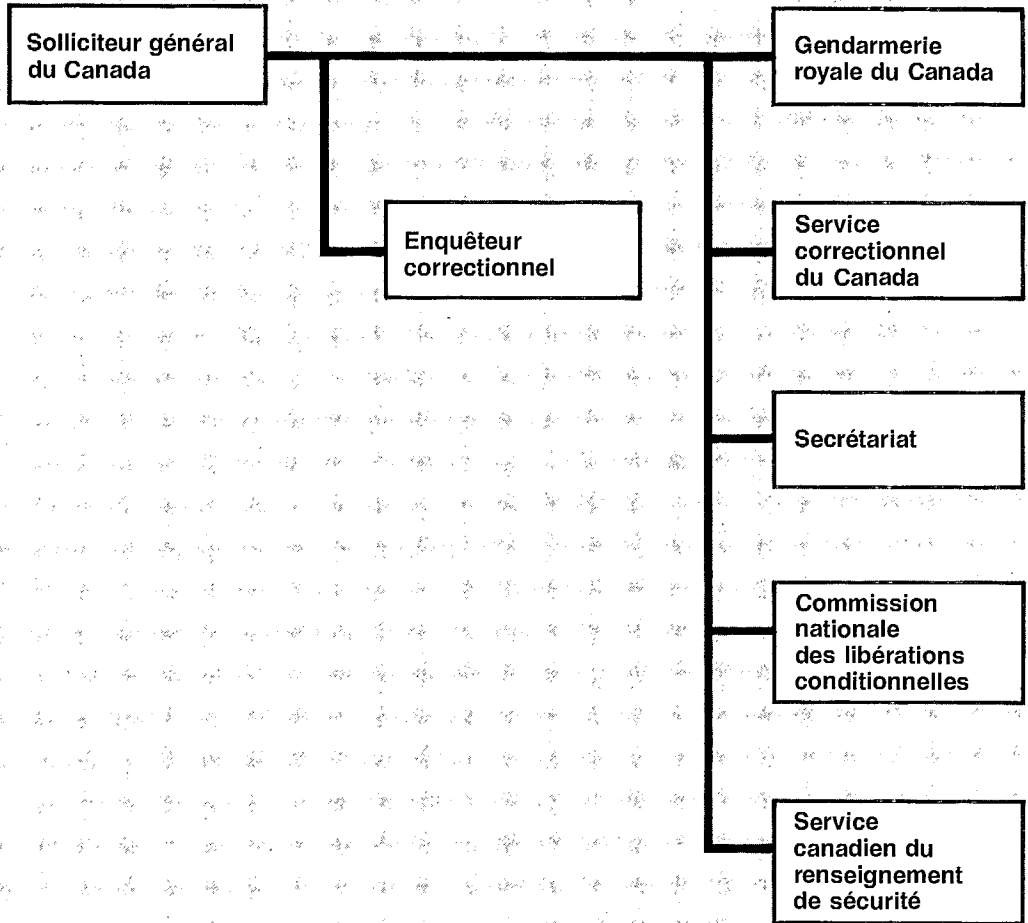 Solliciteur général
du Canada
Gendarmerie
royale du Canada
Enquêteur
correctionnel
Service
correctionnel
du Canada
Secrétariat
Commission
nationale
des libérations
conditionnelles
Service
canadien du
renseignement
de sécurité